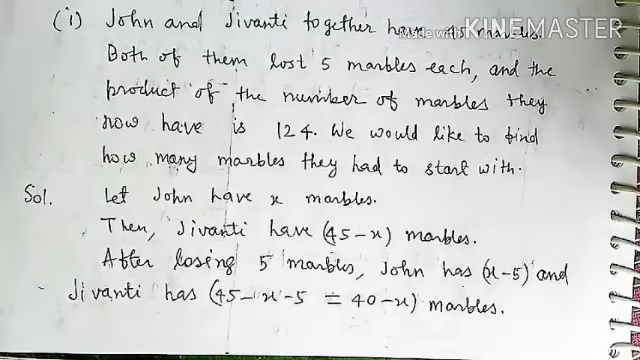 (i) John and Jivanti together have 45 marbles.
Made with KINEMASTER
Both of them lost 5 marbles each, and the
product of the number of marbles they
now have is 124. We would like to find
how many marbles they had to start with.
Sol. Let John have x marbles.
Then, Jivanti have (45-x) marbles.
After losing 5 marbles, John has (x-5) and
Jivanti has (45-x-5 = 40-x) marbles.